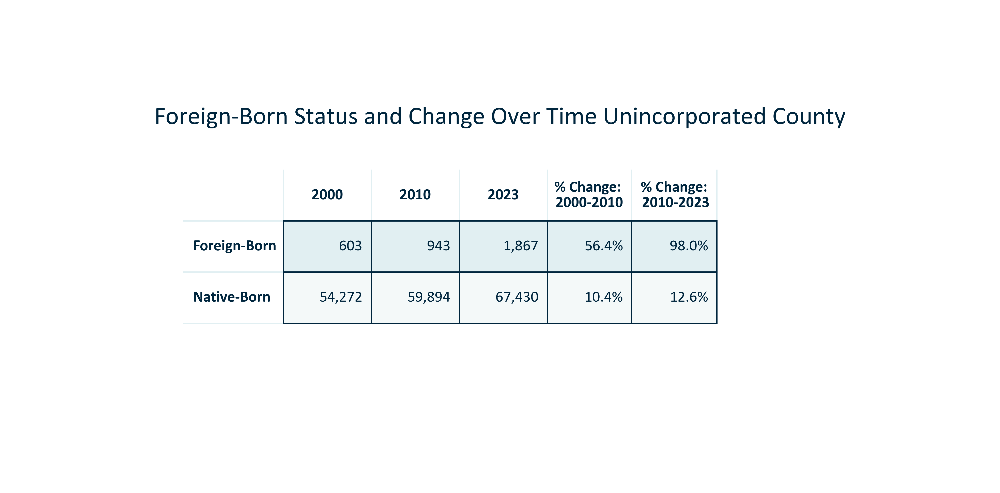 Foreign-Born Status and Change Over Time Unincorporated County
2000 2010 2023 % Change: 2000-2010 % Change: 2010-2023
Foreign-Born 603 943 1,867 56.4% 98.0%
Native-Born 54,272 59,894 67,430 10.4% 12.6%